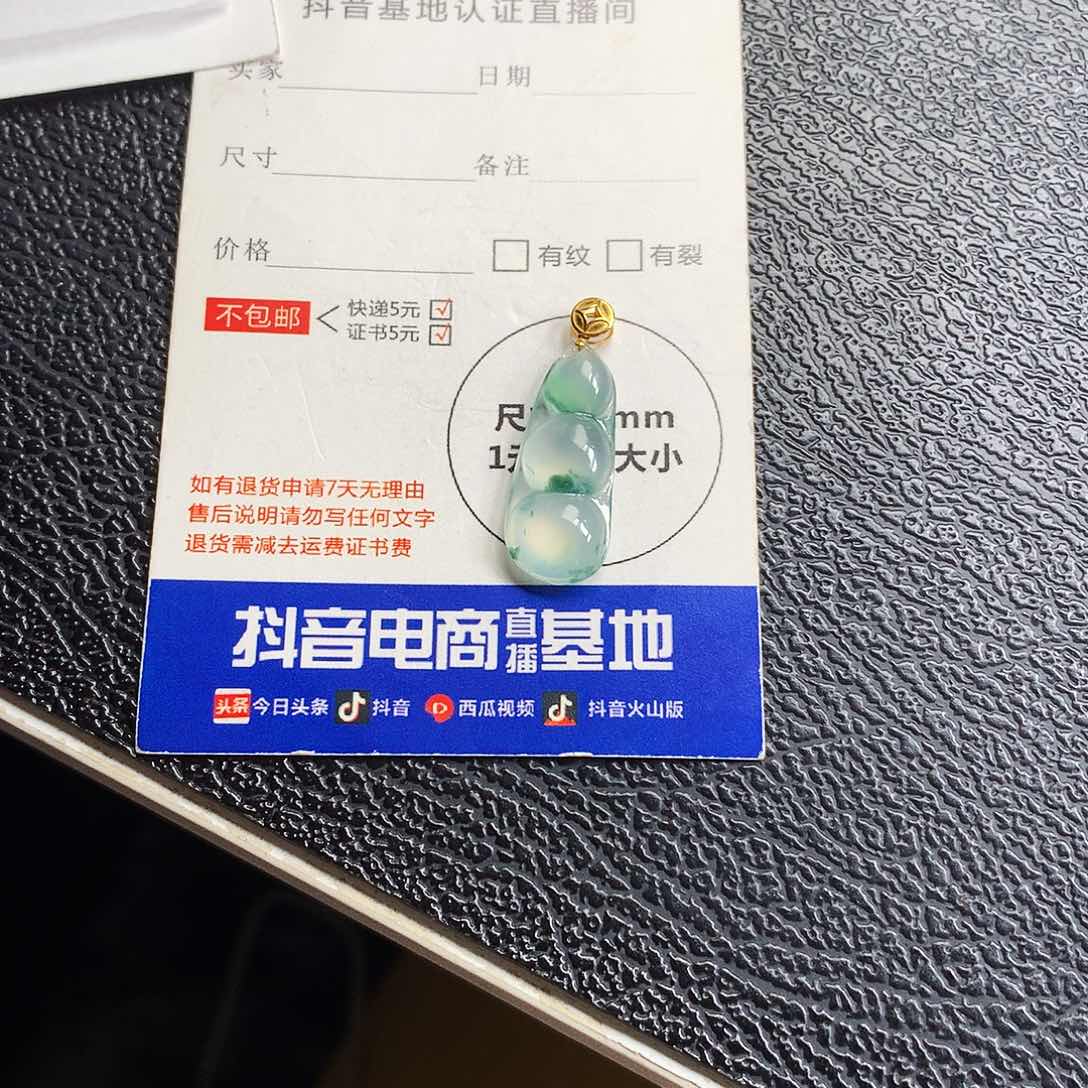 抖音基地认证直播间
买家 日期
尺寸 备注
价格 有纹 有裂
不包邮 快递5元
证书5元
尺 mm
1 大小
如有退货申请7天无理由
售后说明请勿写任何文字
退货需减去运费证书费
抖音电商直播基地
头条 今日头条 抖音 西瓜视频 抖音火山版